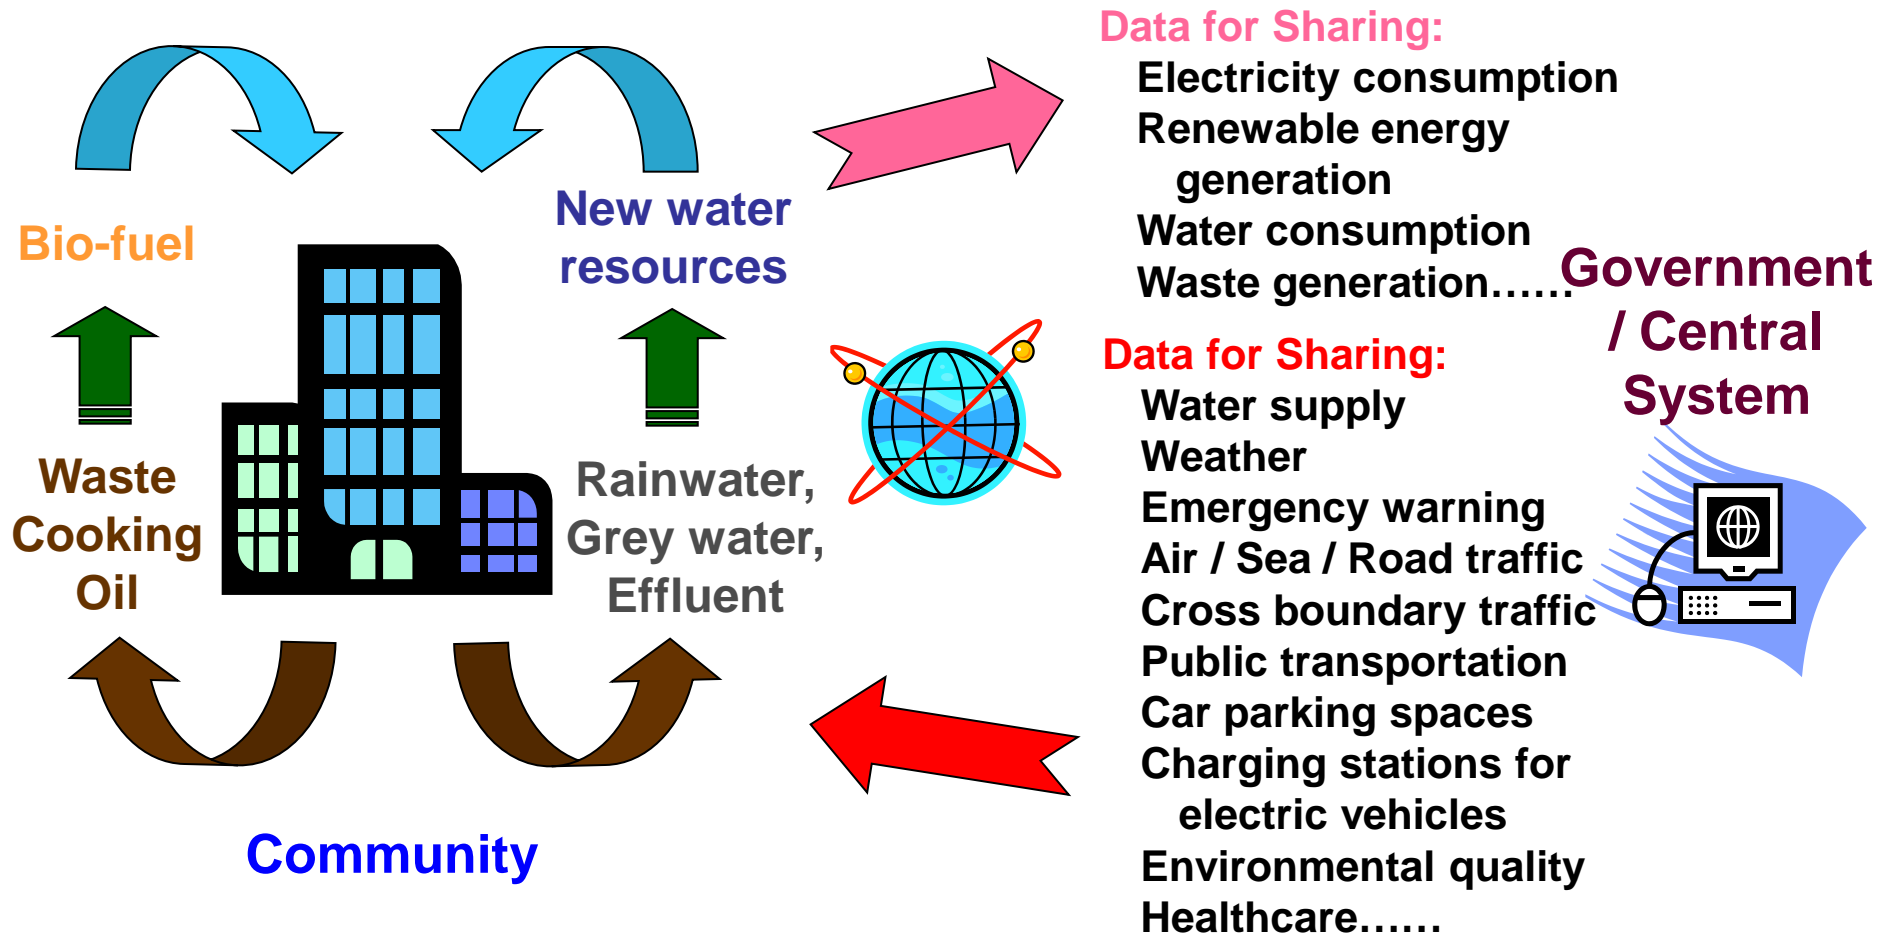 Data for Sharing:
Electricity consumption
Renewable energy
generation
Water consumption
Waste generation……
Government
/ Central
System
Data for Sharing:
Water supply
Weather
Emergency warning
Air / Sea / Road traffic
Cross boundary traffic
Public transportation
Car parking spaces
Charging stations for
electric vehicles
Environmental quality
Healthcare……
Bio-fuel
New water
resources
Waste
Cooking
Oil
Rainwater,
Grey water,
Effluent
Community